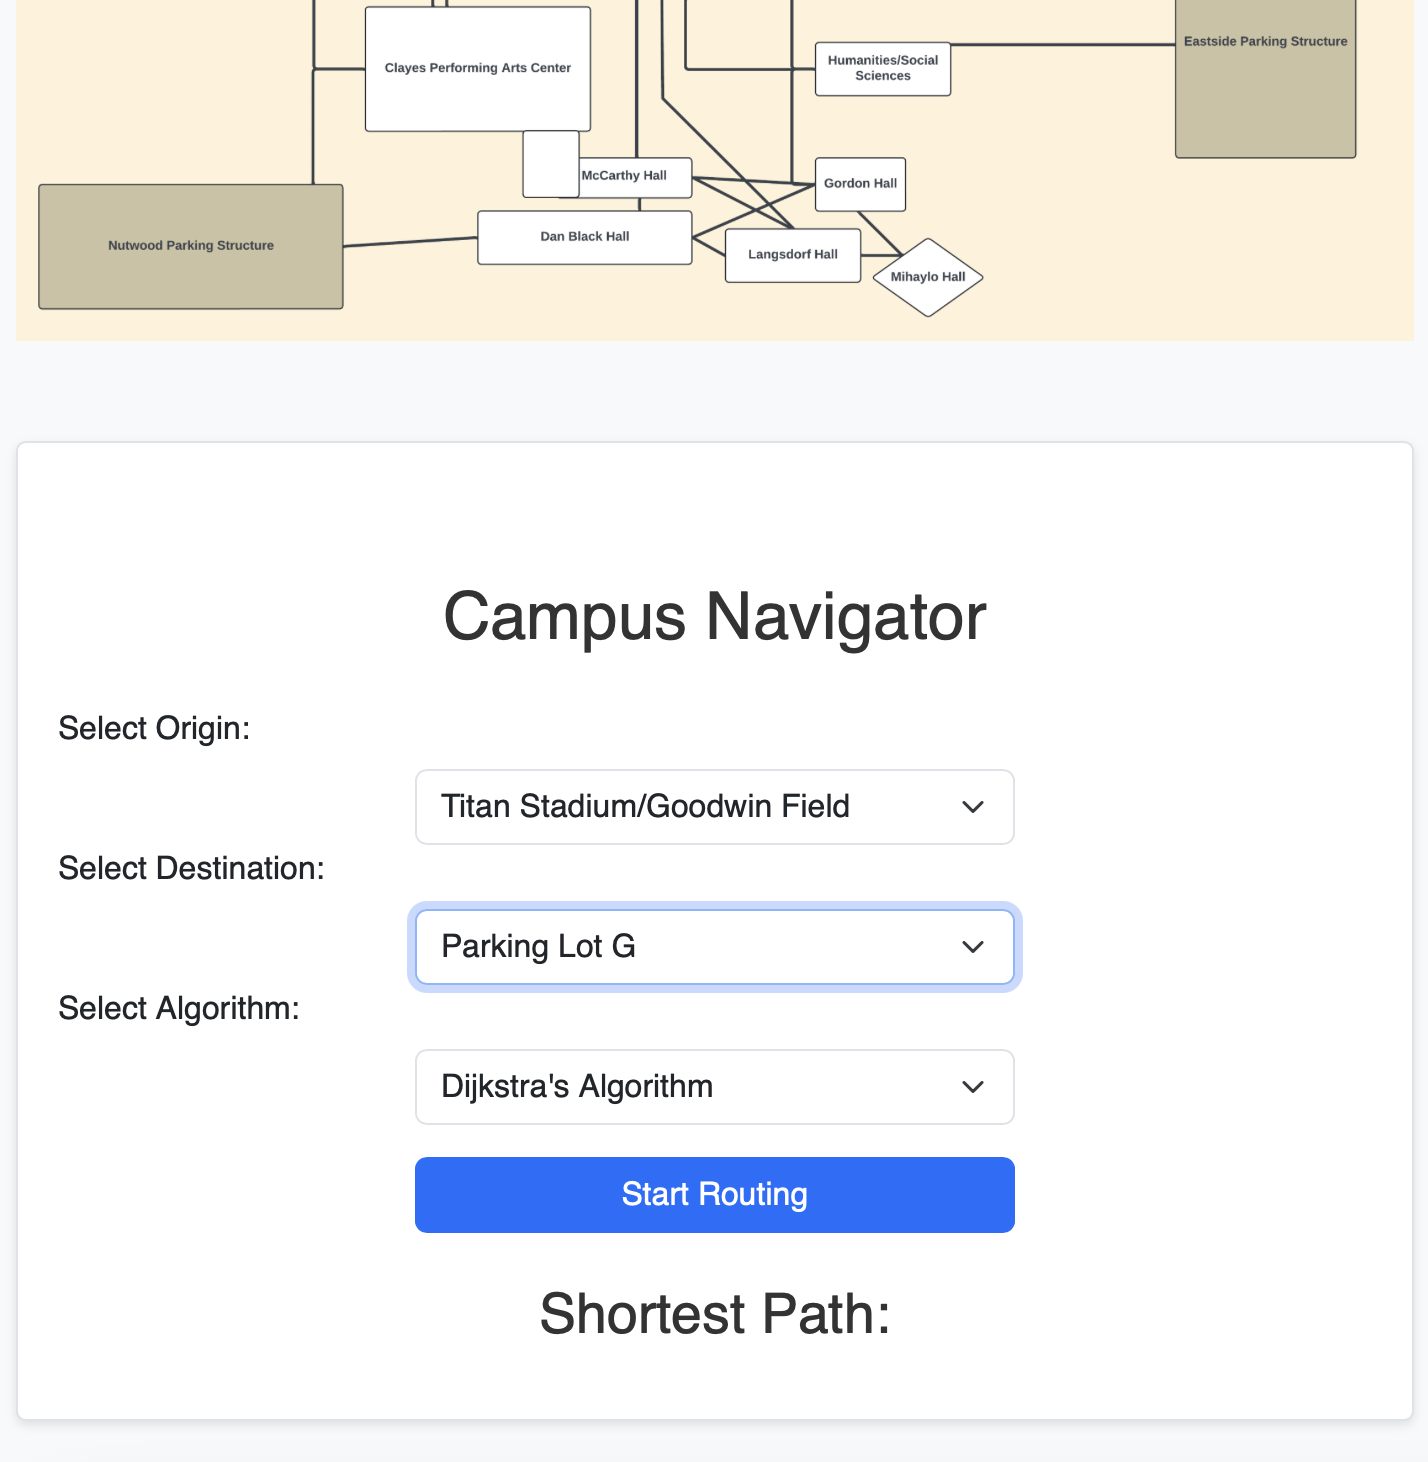 Eastside Parking Structure
Humanities/Social
Sciences
Clayes Performing Arts Center
McCarthy Hall
Gordon Hall
Dan Black Hall
Nutwood Parking Structure
Langsdorf Hall
Mihaylo Hall
Campus Navigator
Select Origin:
Titan Stadium/Goodwin Field
Select Destination:
Parking Lot G
Select Algorithm:
Dijkstra's Algorithm
Start Routing
Shortest Path: